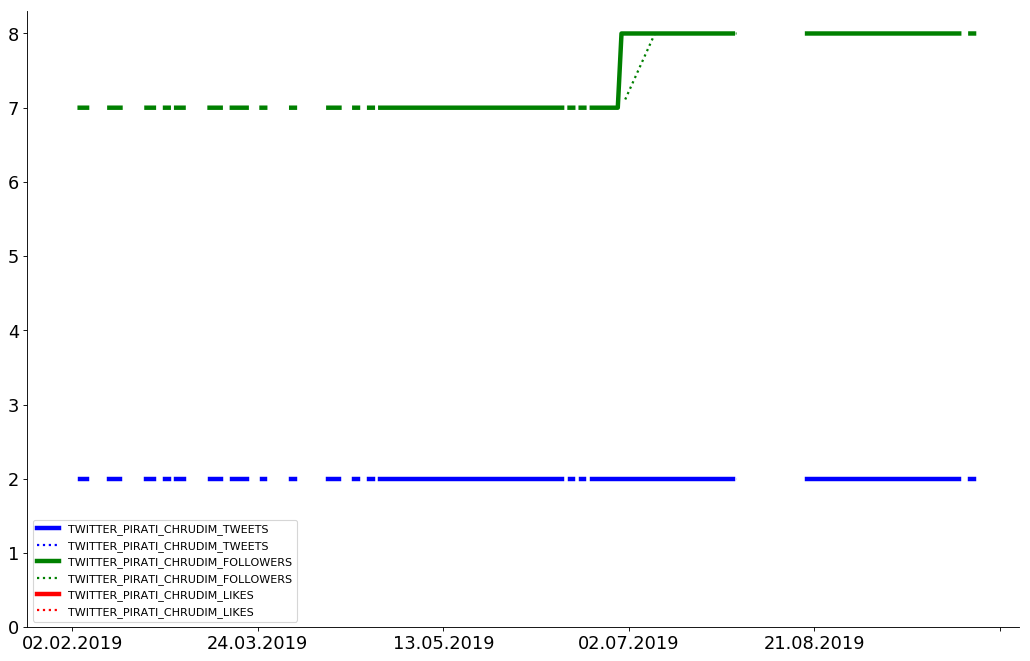 8
7
6
5
4
3
2
1
0
TWITTER_PIRATI_CHRUDIM_TWEETS
TWITTER_PIRATI_CHRUDIM_TWEETS
TWITTER_PIRATI_CHRUDIM_FOLLOWERS
TWITTER_PIRATI_CHRUDIM_FOLLOWERS
TWITTER_PIRATI_CHRUDIM_LIKES
TWITTER_PIRATI_CHRUDIM_LIKES
02.02.2019 24.03.2019 13.05.2019 02.07.2019 21.08.2019